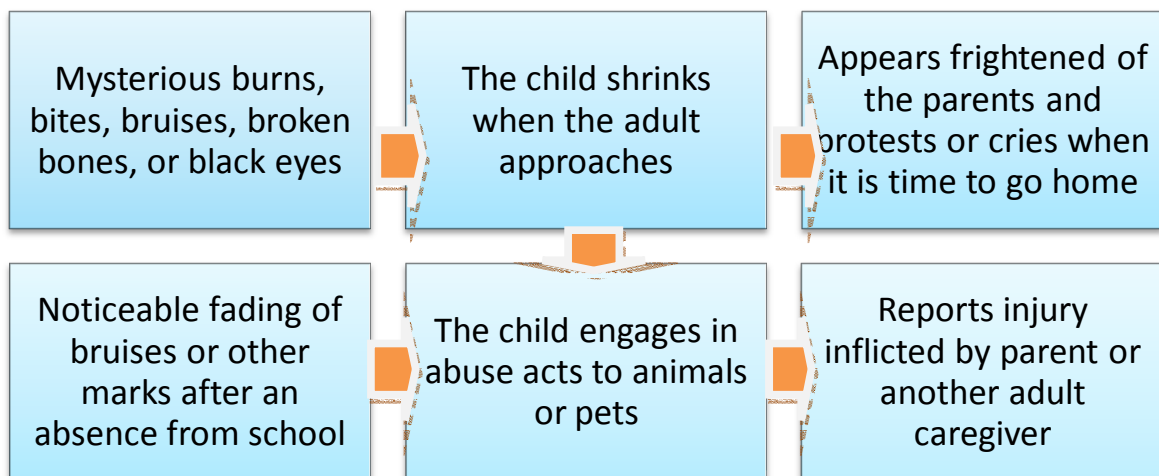 Mysterious burns,
bites, bruises, broken
bones, or black eyes
The child shrinks
when the adult
approaches
Appears frightened of
the parents and
protests or cries when
it is time to go home
Noticeable fading of
bruises or other
marks after an
absence from school
The child engages in
abuse acts to animals
or pets
Reports injury
inflicted by parent or
another adult
caregiver